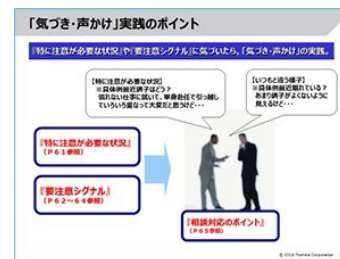 「気づき・声かけ」実践のポイント
『特に注意が必要な状況』や『要注意シグナル』に気づいたら、「気づき・声かけ」の実践。
【特に注意が必要な状況】
※具体例最近調子はどう？
慣れない仕事に就いて、単身赴任で引っ越し
ていろいろ重なって大変だと思うけど・・・
【いつもと違う様子】
※具体例最近眠れている？
あまり調子がよくないように
見えるけど・・・
『特に注意が必要な状況』
（Ｐ６１参照）
『要注意シグナル』
（Ｐ６２～６４参照）
『相談対応のポイント』
（Ｐ６５参照）
© 2019 Toshiba Corporation